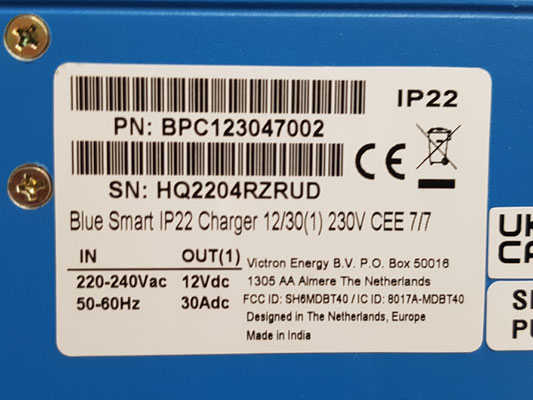 IP22
PN: BPC123047002
SN: HQ2204RZRUD
CE
Blue Smart IP22 Charger 12/30(1) 230V CEE 7/7
IN OUT(1)
220-240Vac 12Vdc
50-60Hz 30Adc
Victron Energy B.V. P.O. Box 50016
1305 AA Almere The Netherlands
FCC ID: SH6MDBT40 / IC ID: 8017A-MDBT40
Designed in The Netherlands, Europe
Made in India
UK
CA